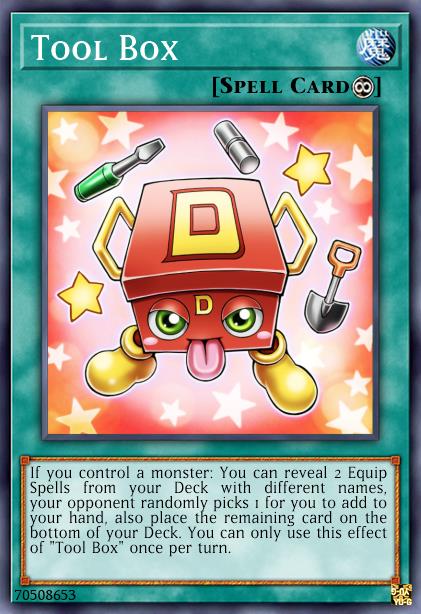 Tool Box
[Spell Card]
D
D
If you control a monster: You can reveal 2 Equip
Spells from your Deck with different names,
your opponent randomly picks 1 for you to add to
your hand, also place the remaining card on the
bottom of your Deck. You can only use this effect
of "Tool Box" once per turn.
70508653